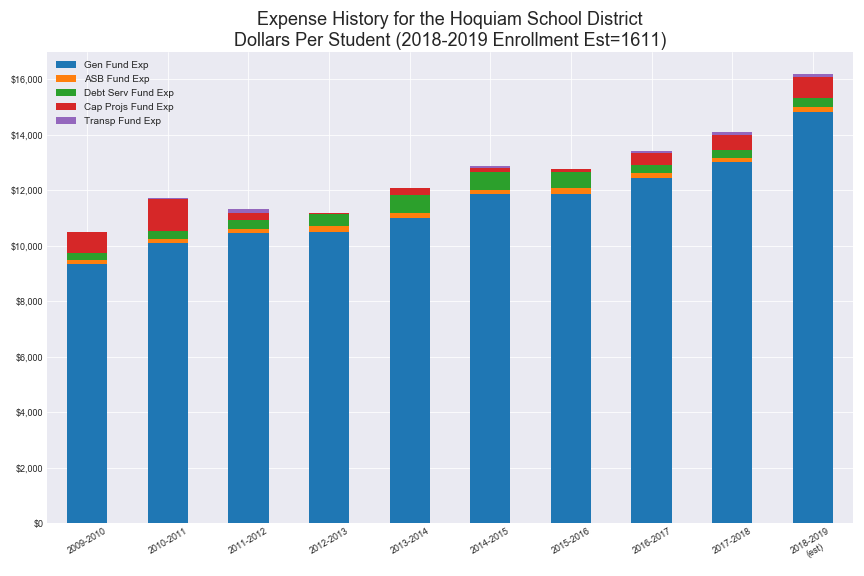 Expense History for the Hoquiam School District
Dollars Per Student (2018-2019 Enrollment Est=1611)
Gen Fund Exp
ASB Fund Exp
Debt Serv Fund Exp
Cap Projs Fund Exp
Transp Fund Exp
$16,000
$14,000
$12,000
$10,000
$8,000
$6,000
$4,000
$2,000
$0
2009-2010
2010-2011
2011-2012
2012-2013
2013-2014
2014-2015
2015-2016
2016-2017
2017-2018
2018-2019
(est)